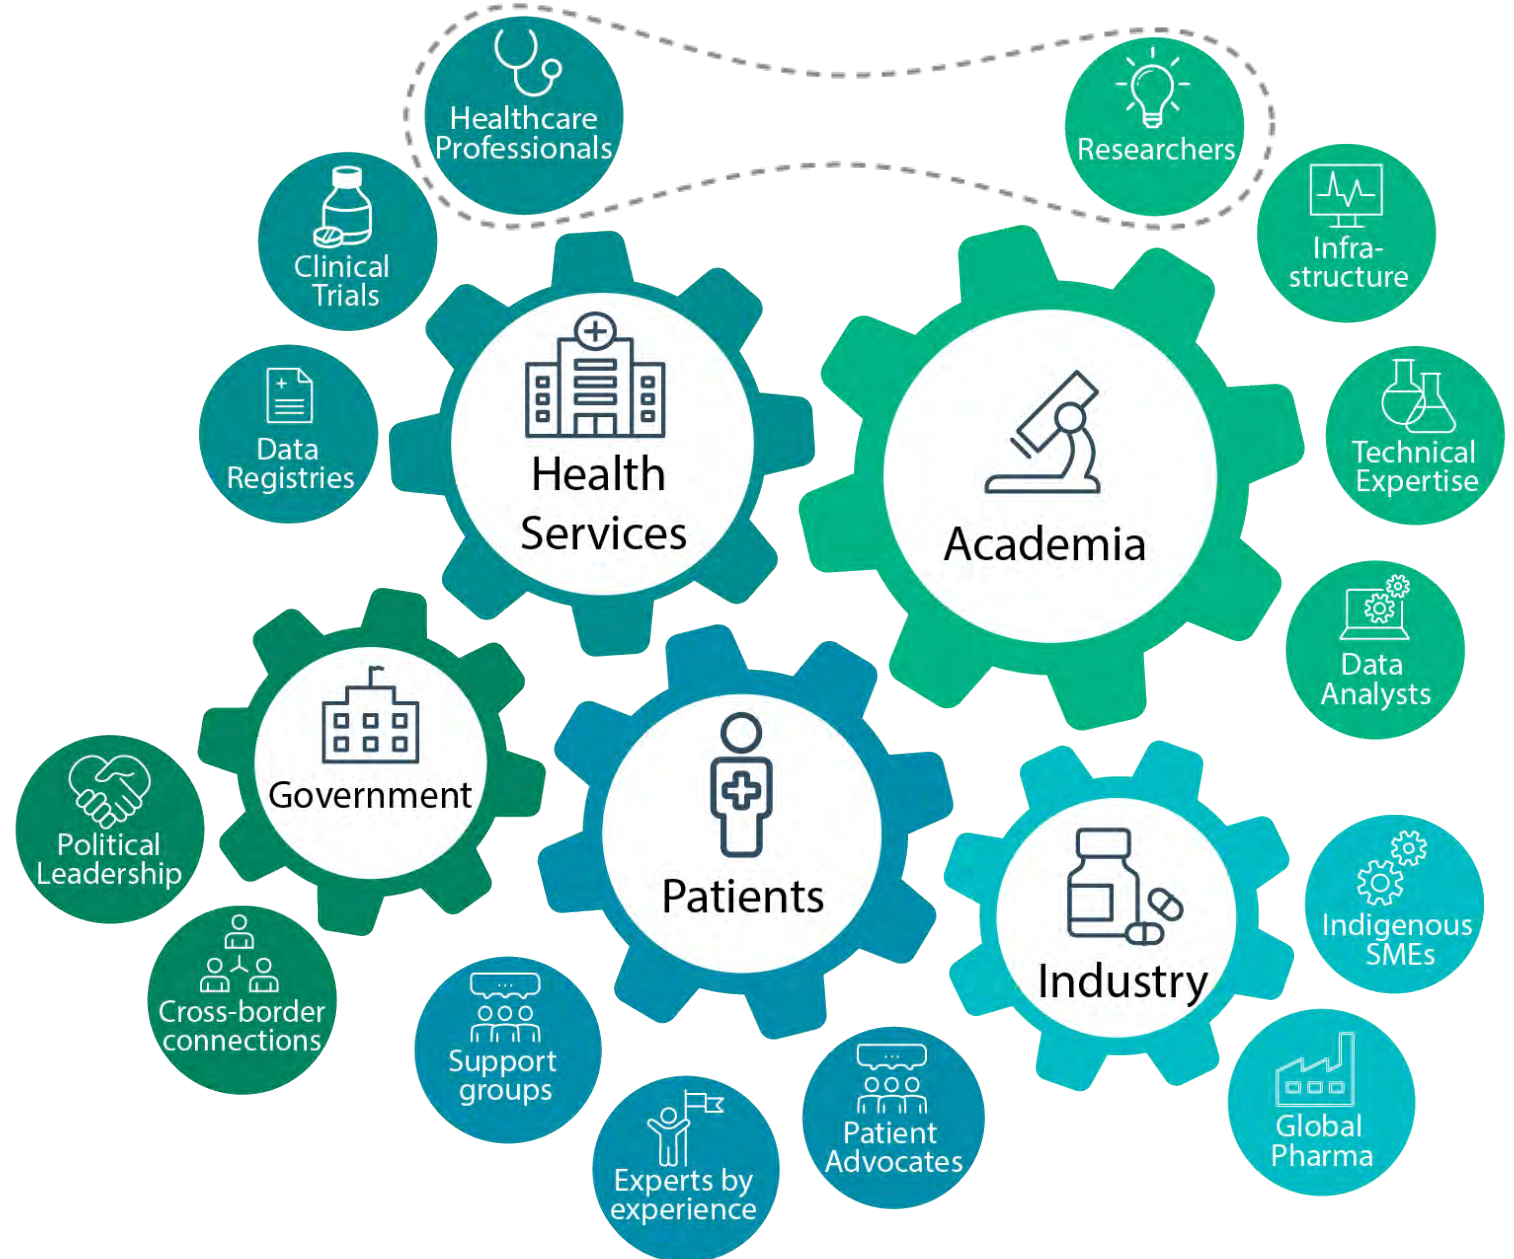 Healthcare
Professionals
Researchers
Clinical
Trials
Infra-
structure
Data
Registries
Health
Services
Academia
Technical
Expertise
Data
Analysts
Government
Political
Leadership
Cross-border
connections
Patients
Support
groups
Experts by
experience
Patient
Advocates
Industry
Indigenous
SMEs
Global
Pharma